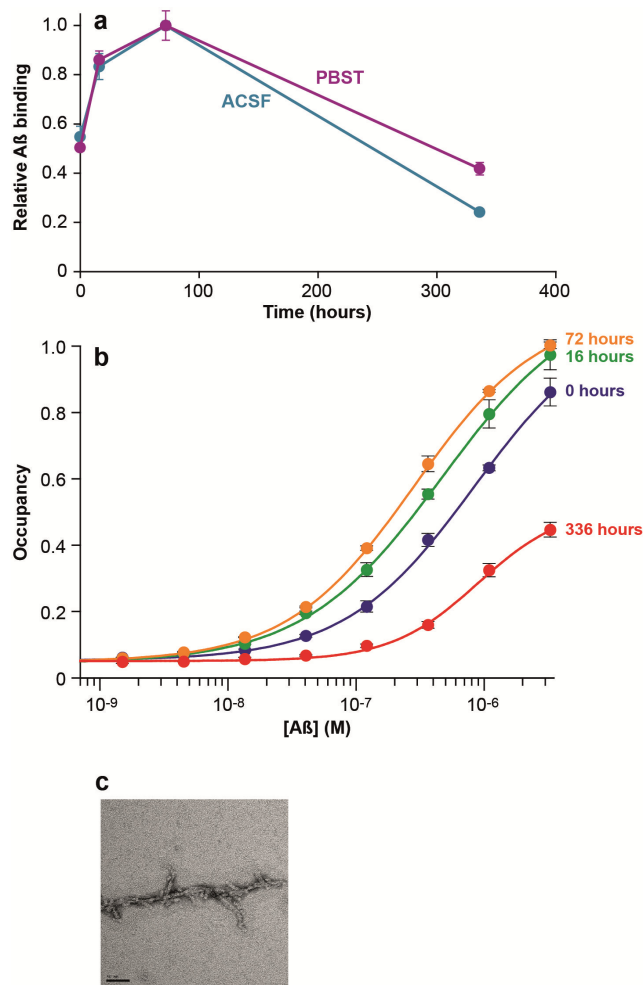 a
1.0
0.8
0.6
0.4
0.2
0
Relative Aß binding
PBST
ACSF
0 100 200 300 400
Time (hours)
b
1.0
0.8
0.6
0.4
0.2
0
Occupancy
72 hours
16 hours
0 hours
336 hours
10-9 10-8 10-7 10-6
[Aß] (M)
c